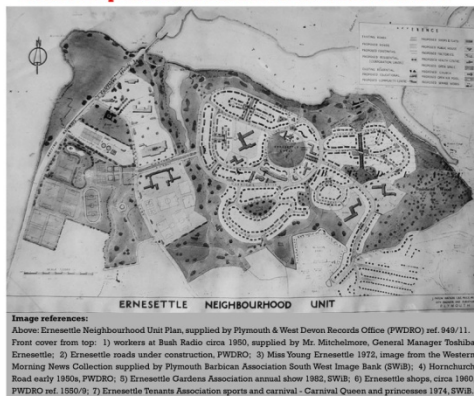 ERNESETTLE NEIGHBOURHOOD UNIT
Image references:
Above: Ernesettle Neighbourhood Unit Plan, supplied by Plymouth & West Devon Records Office (PWDRO) ref. 949/11.
Front cover from top: 1) workers at Bush Radio circa 1950, supplied by Mr. Mitchelmore, General Manager Toshiba
Ernesettle; 2) Ernesettle roads under construction, PWDRO; 3) Miss Young Ernesettle 1972, image from the Western
Morning News Collection supplied by Plymouth Barbican Association South West Image Bank (SWiB); 4) Hornchurch
Road early 1950s, PWDRO; 5) Ernesettle Gardens Association annual show 1982, SWiB; 6) Ernesettle shops, circa 1960
PWDRO ref. 1550/9; 7) Ernesettle Tenants Association sports and carnival - Carnival Queen and princesses 1974, SWiB.